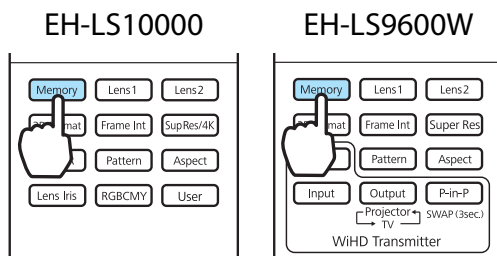 EH-LS10000
EH-LS9600W
Memory Lens1 Lens2
Frame Int SupRes/4K
Pattern Aspect
Lens Iris RGBCMY User
Memory Lens1 Lens2
Frame Int Super Res
Pattern Aspect
Input Output P-in-P
Projector SWAP (3sec.)
TV
WiHD Transmitter